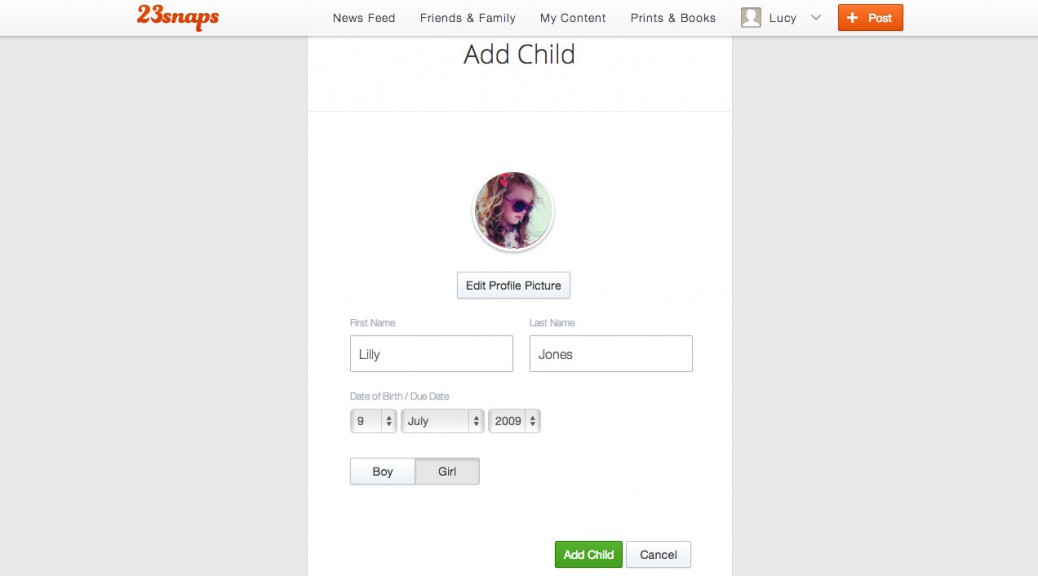 23snaps
News Feed Friends & Family My Content Prints & Books Lucy + Post
Add Child
Edit Profile Picture
First Name Last Name
Lilly Jones
Date of Birth / Due Date
9 July 2009
Boy Girl
Add Child Cancel